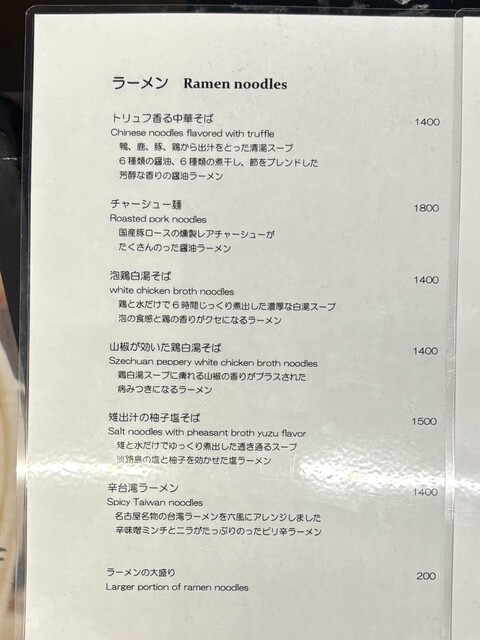 ラーメン Ramen noodles
トリュフ香る中華そば 1400
Chinese noodles flavored with truffle
鴨、鹿、豚、鶏から出汁をとった清湯スープ
6種類の醤油、6種類の煮干し、節をブレンドした
芳醇な香りの醤油ラーメン
チャーシュー麺 1800
Roasted pork noodles
国産豚ロースの燻製レアチャーシューが
たくさんのった醤油ラーメン
泡鶏白湯そば 1400
white chicken broth noodles
鶏と水だけで6時間じっくり煮出した濃厚な白湯スープ
泡の食感と鶏の香りがクセになるラーメン
山椒が効いた鶏白湯そば 1400
Szechuan peppery white chicken broth noodles
鶏白湯スープに痺れる山椒の香りがプラスされた
病みつきになるラーメン
雉出汁の柚子塩そば 1500
Salt noodles with pheasant broth yuzu flavor
雉と水だけでゆっくり煮出した透き通るスープ
淡路島の塩と柚子を効かせた塩ラーメン
辛台湾ラーメン 1400
Spicy Taiwan noodles
名古屋名物の台湾ラーメンを六風にアレンジしました
辛味噌ミンチとニラがたっぷりのったピリ辛ラーメン
ラーメンの大盛り 200
Larger portion of ramen noodles